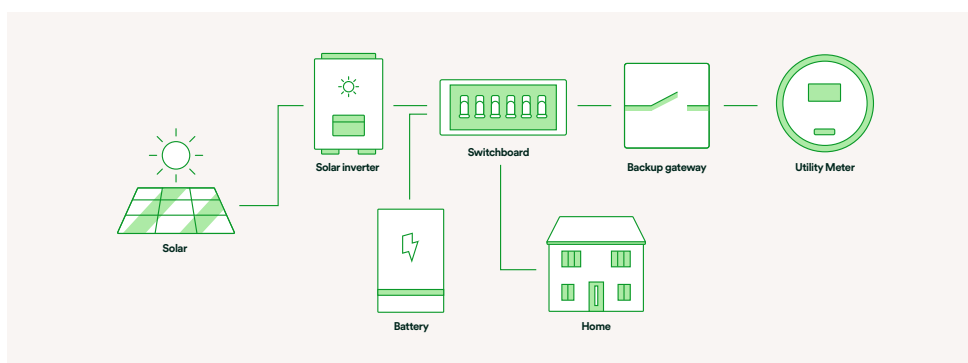 Solar
Solar inverter
Switchboard
Backup gateway
Utility Meter
Battery
Home